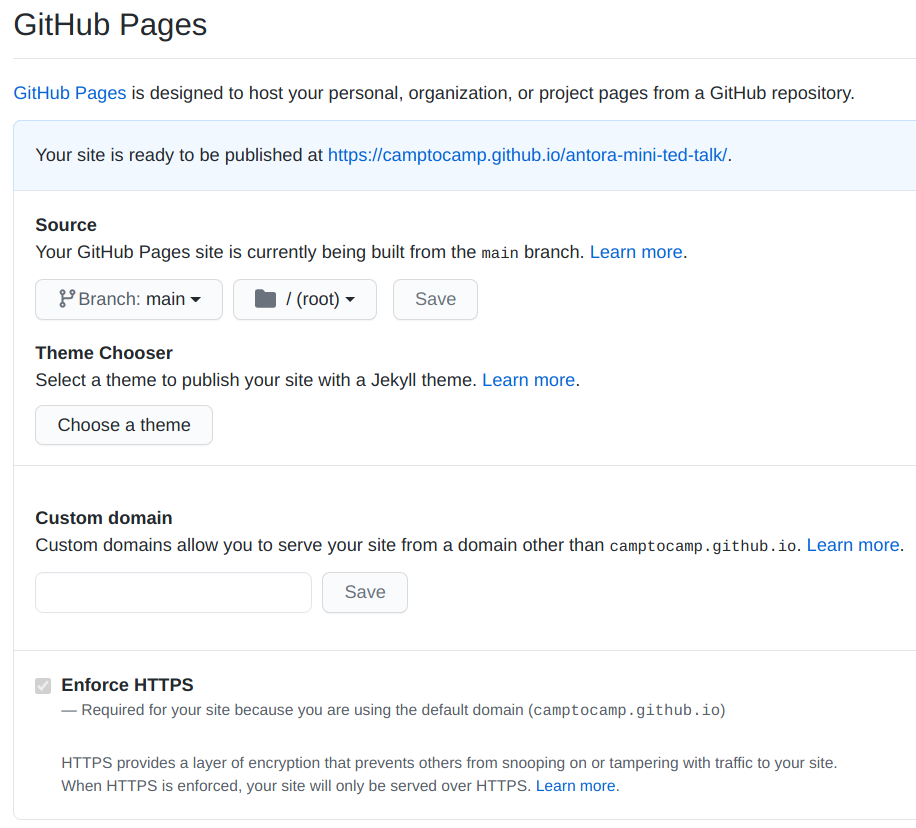 GitHub Pages
GitHub Pages is designed to host your personal, organization, or project pages from a GitHub repository.
Your site is ready to be published at https://camptocamp.github.io/antora-mini-ted-talk/.
Source
Your GitHub Pages site is currently being built from the main branch. Learn more.
Branch: main / (root) Save
Theme Chooser
Select a theme to publish your site with a Jekyll theme. Learn more.
Choose a theme
Custom domain
Custom domains allow you to serve your site from a domain other than camptocamp.github.io. Learn more.
Save
Enforce HTTPS
— Required for your site because you are using the default domain (camptocamp.github.io)
HTTPS provides a layer of encryption that prevents others from snooping on or tampering with traffic to your site.
When HTTPS is enforced, your site will only be served over HTTPS. Learn more.